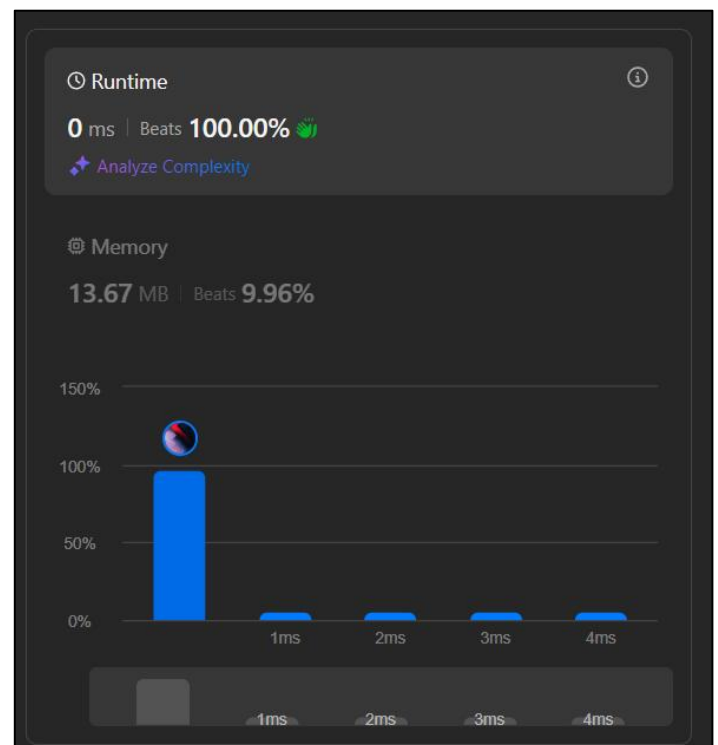 Runtime
0 ms | Beats 100.00%
Analyze Complexity
Memory
13.67 MB | Beats 9.96%
150%
100%
50%
0%
1ms 2ms 3ms 4ms
1ms 2ms 3ms 4ms